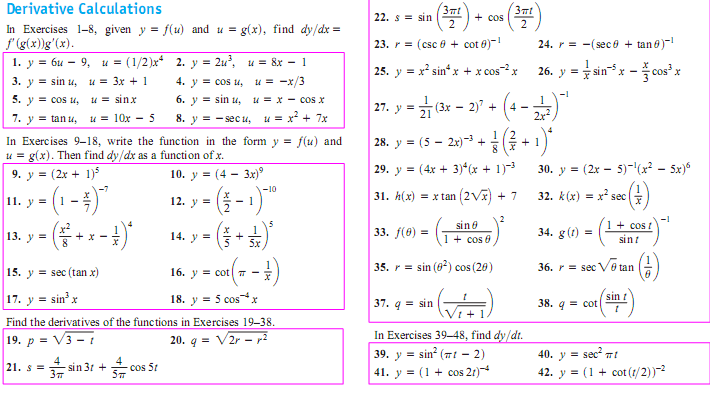 Derivative Calculations
In Exercises 1–8, given y = f(u) and u = g(x), find dy/dx =
f′(g(x))g′(x).
1. y = 6u − 9, u = (1/2)x⁴ 2. y = 2u³, u = 8x − 1
3. y = sin u, u = 3x + 1 4. y = cos u, u = −x/3
5. y = cos u, u = sin x 6. y = sin u, u = x − cos x
7. y = tan u, u = 10x − 5 8. y = −sec u, u = x² + 7x
In Exercises 9–18, write the function in the form y = f(u) and
u = g(x). Then find dy/dx as a function of x.
9. y = (2x + 1)⁵ 10. y = (4 − 3x)⁹
11. y = (1 − x/7)⁻⁷ 12. y = (x/2 − 1)⁻¹⁰
13. y = (x²/8 + x − 1/x)⁴ 14. y = (x/5 + 1/5x)⁵
15. y = sec (tan x) 16. y = cot(π − 1/x)
17. y = sin³ x 18. y = 5 cos⁻⁴ x
Find the derivatives of the functions in Exercises 19–38.
19. p = √(3 − t) 20. q = √(2r − r²)
21. s = 4/3π sin 3t + 4/5π cos 5t
22. s = sin (3πt/2) + cos (3πt/2)
23. r = (csc θ + cot θ)⁻¹ 24. r = −(sec θ + tan θ)⁻¹
25. y = x² sin⁴ x + x cos⁻² x 26. y = 1/x sin⁻⁵ x − x/3 cos³ x
27. y = 1/21 (3x − 2)⁷ + (4 − 1/2x²)⁻¹
28. y = (5 − 2x)⁻³ + 1/8 (2/x + 1)⁴
29. y = (4x + 3)⁴(x + 1)⁻³ 30. y = (2x − 5)⁻¹(x² − 5x)⁶
31. h(x) = x tan (2√x) + 7 32. k(x) = x² sec (1/x)
33. f(θ) = (sin θ/1 + cos θ)² 34. g(t) = (1 + cos t/sin t)⁻¹
35. r = sin (θ²) cos (2θ) 36. r = sec √θ tan (1/θ)
37. q = sin (t/√(t + 1)) 38. q = cot (sin t/t)
In Exercises 39–48, find dy/dt.
39. y = sin² (πt − 2) 40. y = sec² πt
41. y = (1 + cos 2t)⁻⁴ 42. y = (1 + cot (t/2))⁻²